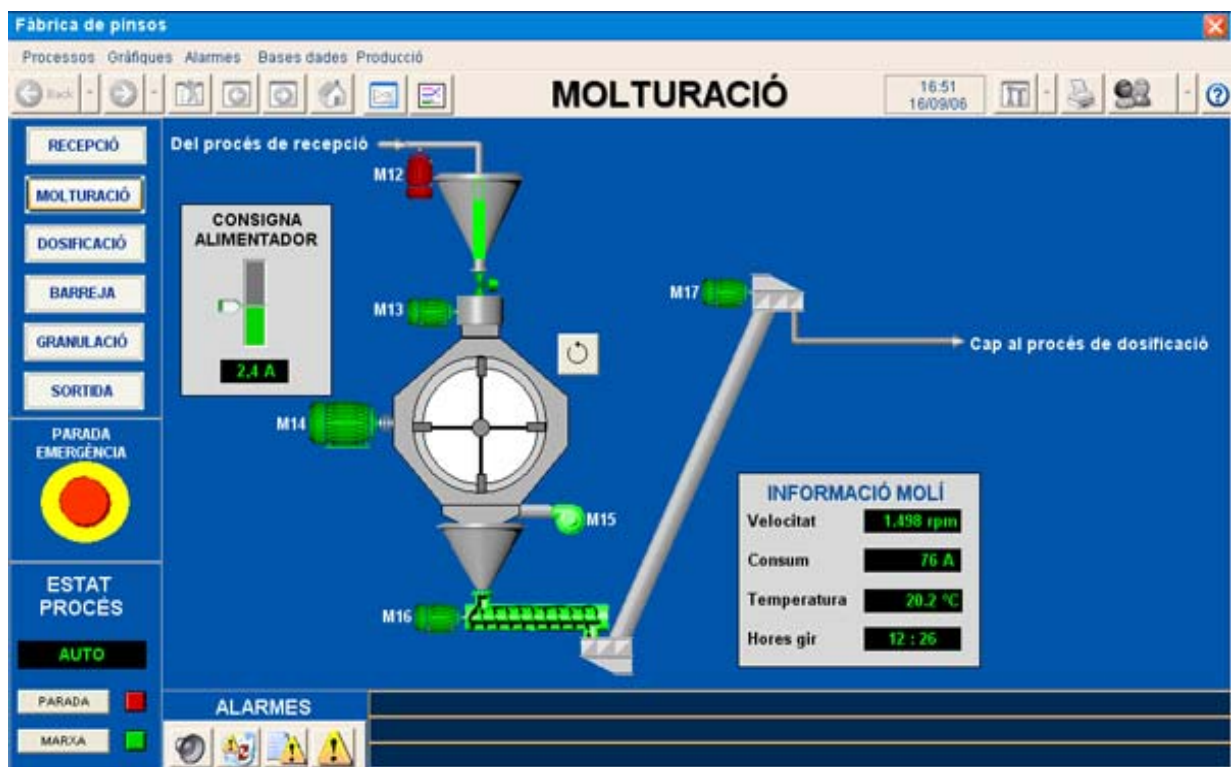 Fàbrica de pinsos
Processos Gràfiques Alarmes Bases dades Producció
Back
MOLTURACIÓ
16:51
16/09/06
RECEPCIÓ
MOLTURACIÓ
DOSIFICACIÓ
BARREJA
GRANULACIÓ
SORTIDA
PARADA
EMERGÈNCIA
ESTAT
PROCÉS
AUTO
PARADA
MARXA
Del procés de recepció
M12
CONSIGNA
ALIMENTADOR
2,4 A
M13
M14
M15
M16
M17
Cap al procés de dosificació
INFORMACIÓ MOLÍ
Velocitat 1.498 rpm
Consum 76 A
Temperatura 20.2 ºC
Hores gir 12 : 26
ALARMES